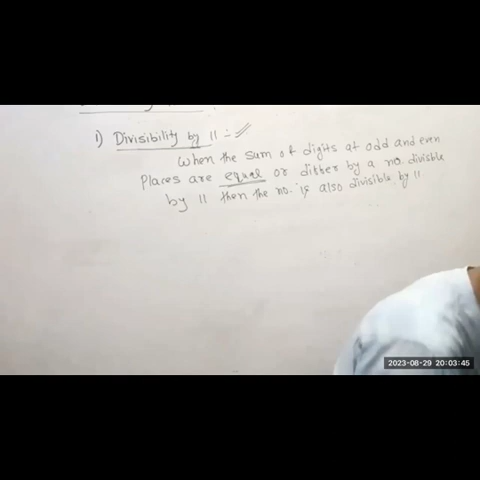 1) Divisibility by 11 :-
When the sum of digits at odd and even
Places are equal or differ by a no. divisble
by 11 then the no. is also divisible by 11
2023-08-29 20:03:45